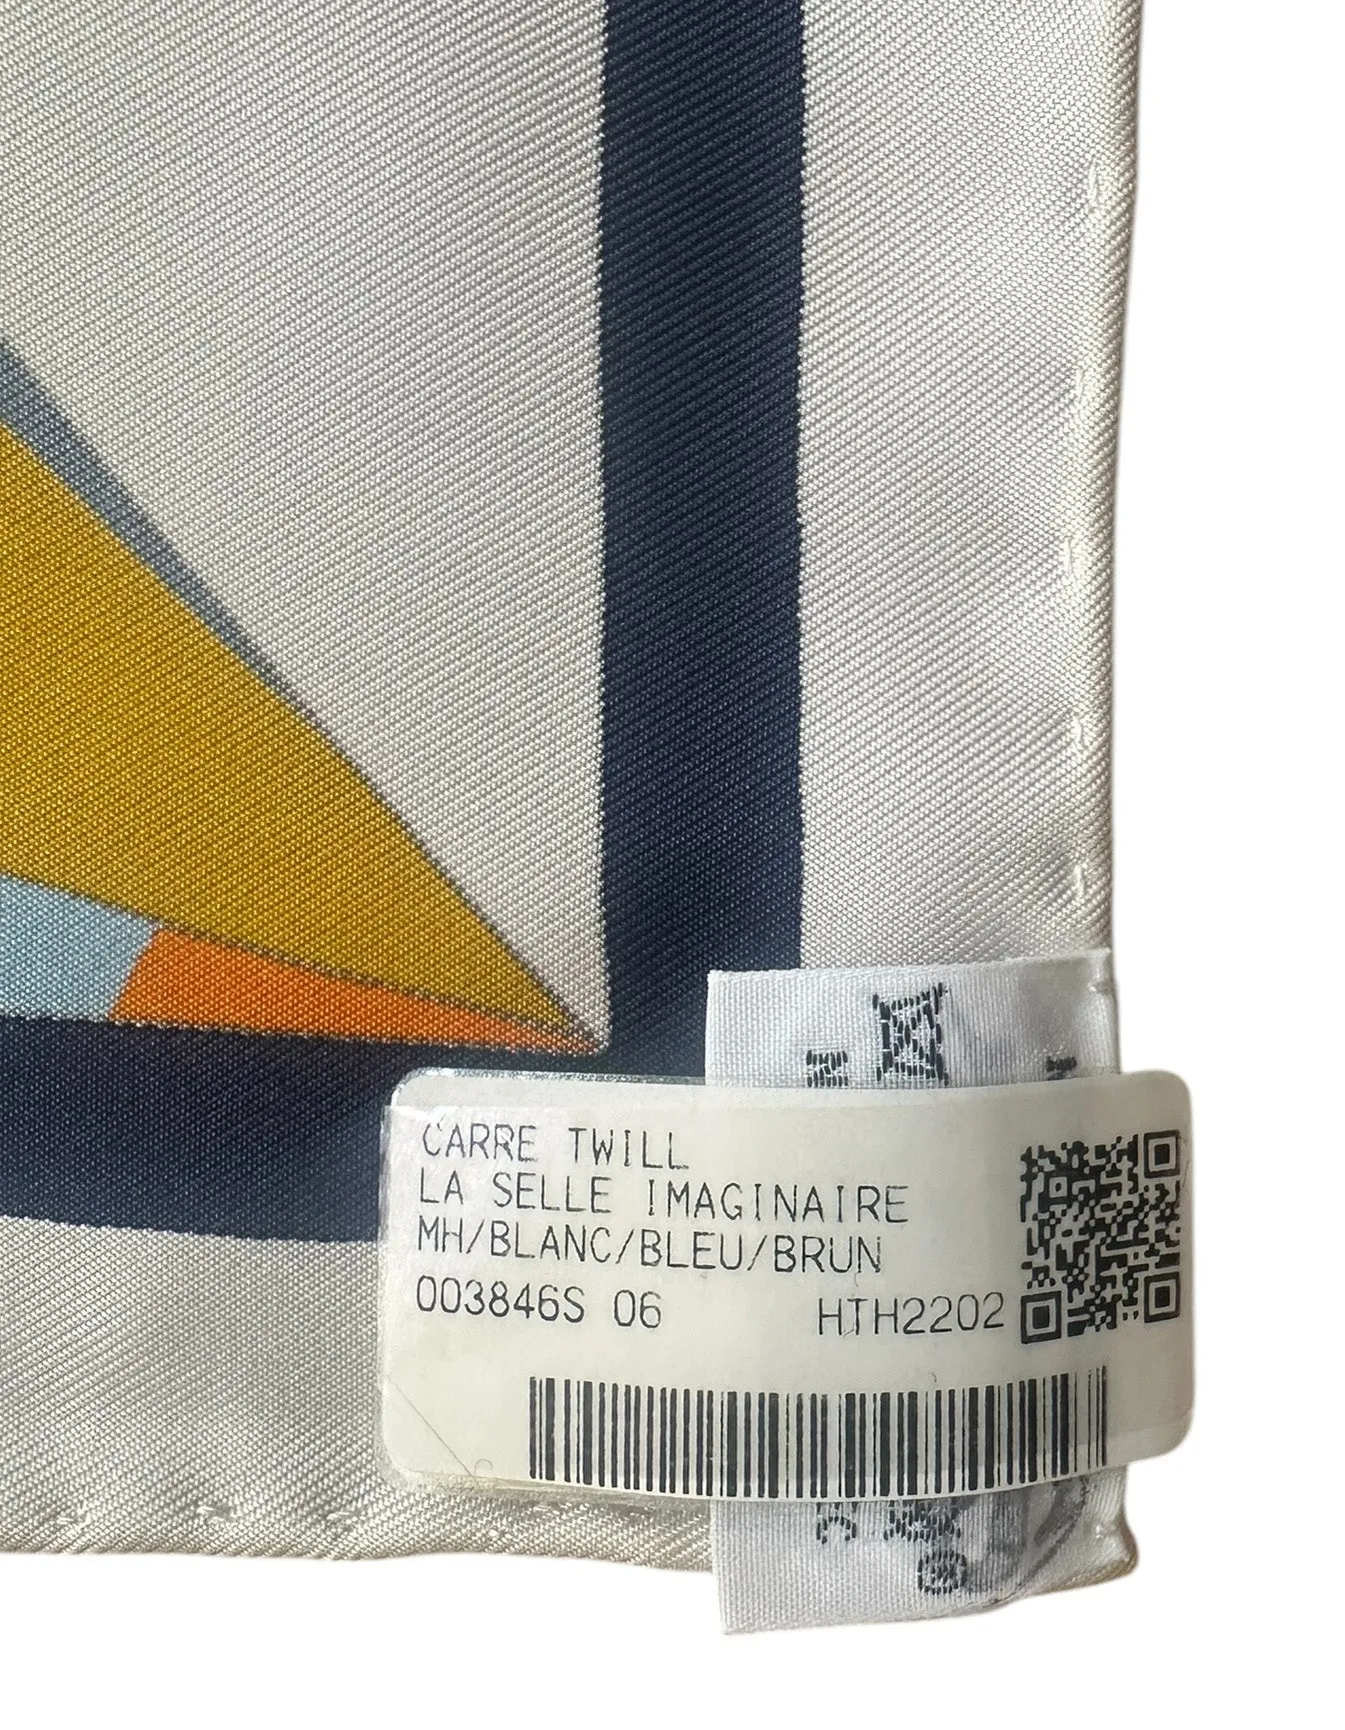 CARRE TWILL
LA SELLE IMAGINAIRE
MH/BLANC/BLEU/BRUN
003846S 06 HTH2202